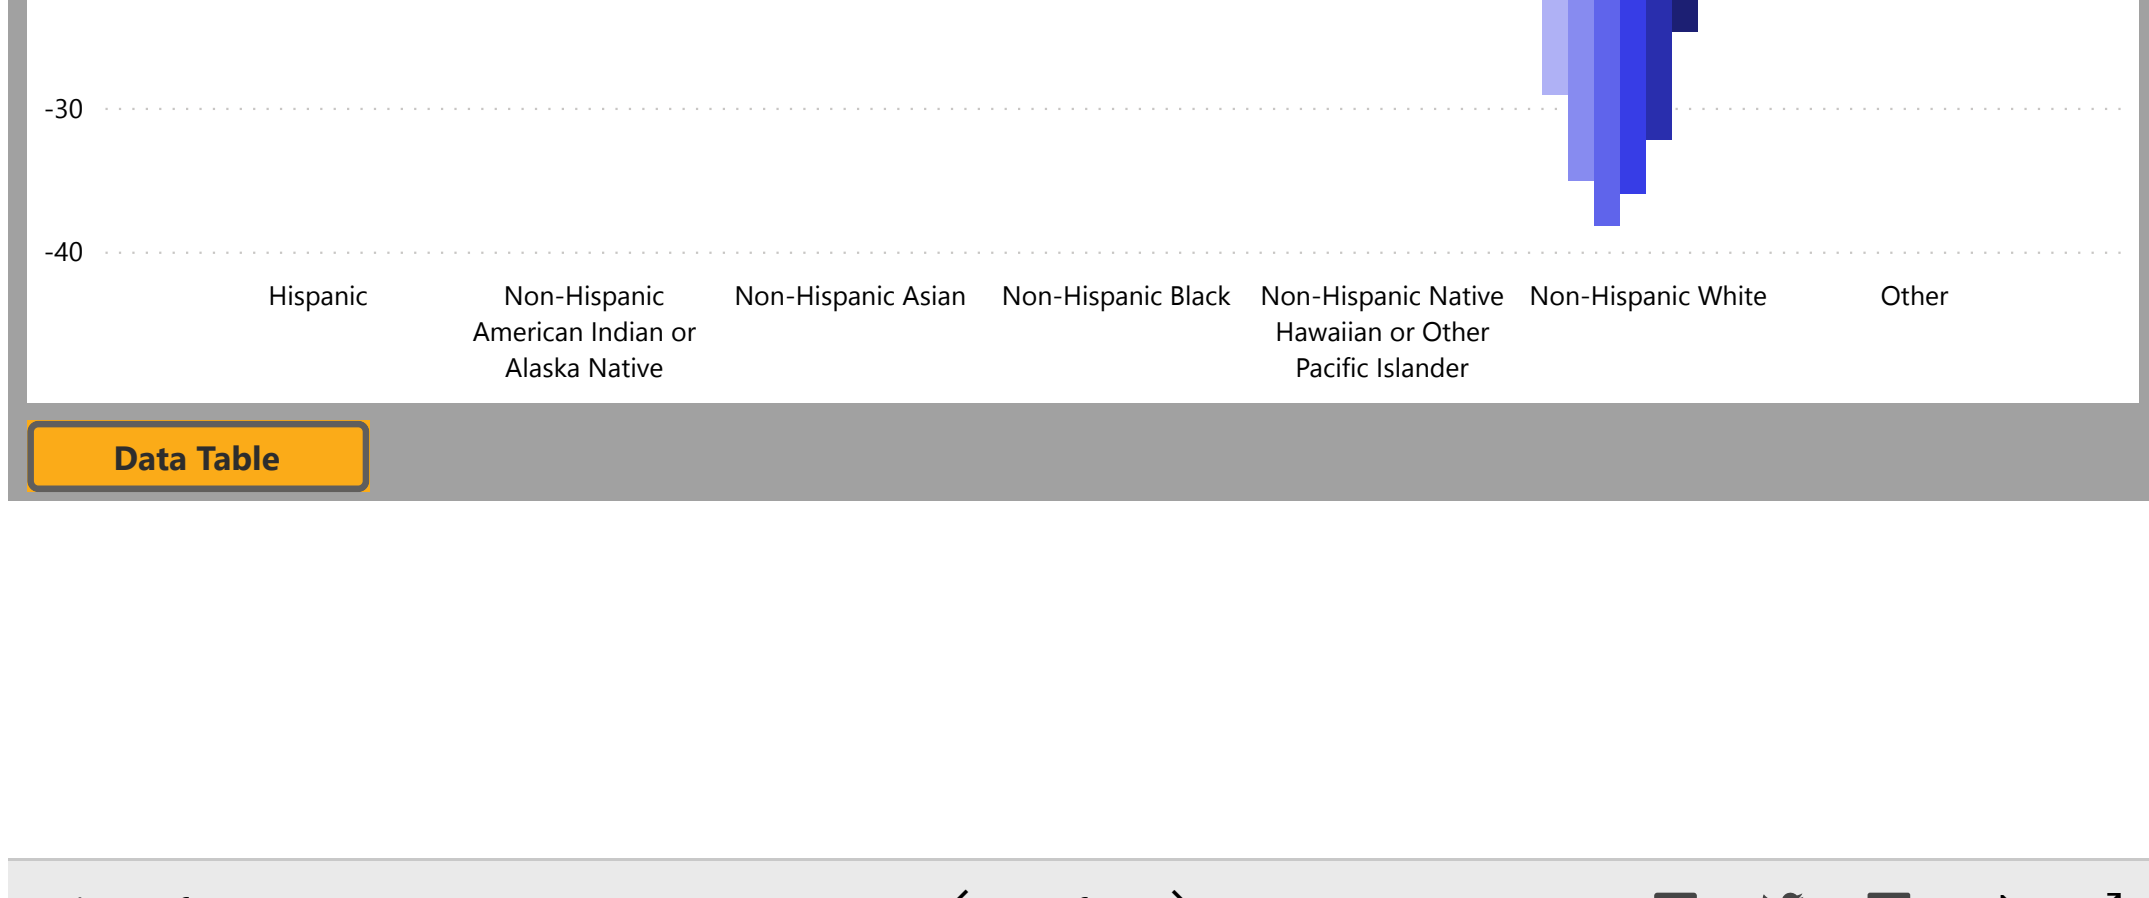 -30
-40
Hispanic
Non-Hispanic
American Indian or
Alaska Native
Non-Hispanic Asian
Non-Hispanic Black
Non-Hispanic Native
Hawaiian or Other
Pacific Islander
Non-Hispanic White
Other
Data Table